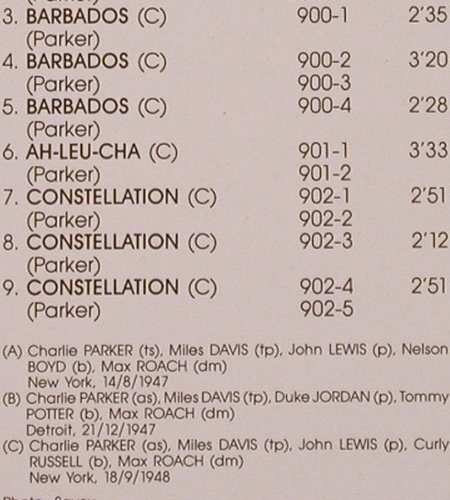 (Parker)
3. BARBADOS (C) 900-1 2'35
(Parker)
4. BARBADOS (C) 900-2 3'20
(Parker) 900-3
5. BARBADOS (C) 900-4 2'28
(Parker)
6. AH-LEU-CHA (C) 901-1 3'33
(Parker) 901-2
7. CONSTELLATION (C) 902-1 2'51
(Parker) 902-2
8. CONSTELLATION (C) 902-3 2'12
(Parker)
9. CONSTELLATION (C) 902-4 2'51
(Parker) 902-5
(A) Charlie PARKER (ts), Miles DAVIS (tp), John LEWIS (p), Nelson
BOYD (b), Max ROACH (dm)
New York, 14/8/1947
(B) Charlie PARKER (as), Miles DAVIS (tp), Duke JORDAN (p), Tommy
POTTER (b), Max ROACH (dm)
Detroit, 21/12/1947
(C) Charlie PARKER (as), Miles DAVIS (tp), John LEWIS (p), Curly
RUSSELL (b), Max ROACH (dm)
New York, 18/9/1948